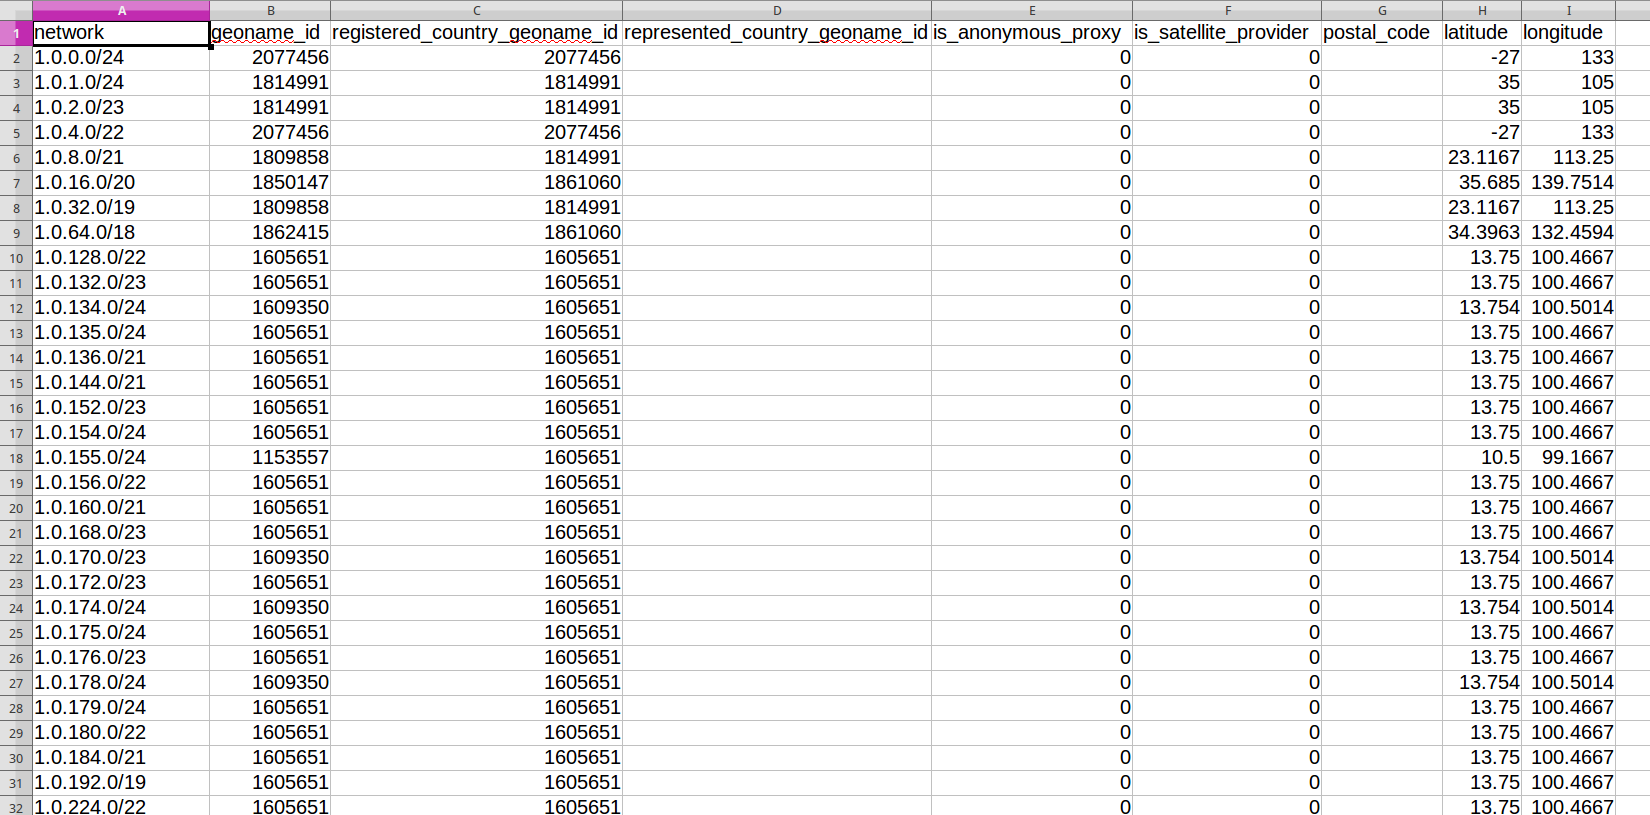 A B C D E F G H I
1 network geoname_id registered_country_geoname_id represented_country_geoname_id is_anonymous_proxy is_satellite_provider postal_code latitude longitude
2 1.0.0.0/24 2077456 2077456 0 0 -27 133
3 1.0.1.0/24 1814991 1814991 0 0 35 105
4 1.0.2.0/23 1814991 1814991 0 0 35 105
5 1.0.4.0/22 2077456 2077456 0 0 -27 133
6 1.0.8.0/21 1809858 1814991 0 0 23.1167 113.25
7 1.0.16.0/20 1850147 1861060 0 0 35.685 139.7514
8 1.0.32.0/19 1809858 1814991 0 0 23.1167 113.25
9 1.0.64.0/18 1862415 1861060 0 0 34.3963 132.4594
10 1.0.128.0/22 1605651 1605651 0 0 13.75 100.4667
11 1.0.132.0/23 1605651 1605651 0 0 13.75 100.4667
12 1.0.134.0/24 1609350 1605651 0 0 13.754 100.5014
13 1.0.135.0/24 1605651 1605651 0 0 13.75 100.4667
14 1.0.136.0/21 1605651 1605651 0 0 13.75 100.4667
15 1.0.144.0/21 1605651 1605651 0 0 13.75 100.4667
16 1.0.152.0/23 1605651 1605651 0 0 13.75 100.4667
17 1.0.154.0/24 1605651 1605651 0 0 13.75 100.4667
18 1.0.155.0/24 1153557 1605651 0 0 10.5 99.1667
19 1.0.156.0/22 1605651 1605651 0 0 13.75 100.4667
20 1.0.160.0/21 1605651 1605651 0 0 13.75 100.4667
21 1.0.168.0/23 1605651 1605651 0 0 13.75 100.4667
22 1.0.170.0/23 1609350 1605651 0 0 13.754 100.5014
23 1.0.172.0/23 1605651 1605651 0 0 13.75 100.4667
24 1.0.174.0/24 1609350 1605651 0 0 13.754 100.5014
25 1.0.175.0/24 1605651 1605651 0 0 13.75 100.4667
26 1.0.176.0/23 1605651 1605651 0 0 13.75 100.4667
27 1.0.178.0/24 1609350 1605651 0 0 13.754 100.5014
28 1.0.179.0/24 1605651 1605651 0 0 13.75 100.4667
29 1.0.180.0/22 1605651 1605651 0 0 13.75 100.4667
30 1.0.184.0/21 1605651 1605651 0 0 13.75 100.4667
31 1.0.192.0/19 1605651 1605651 0 0 13.75 100.4667
32 1.0.224.0/22 1605651 1605651 0 0 13.75 100.4667